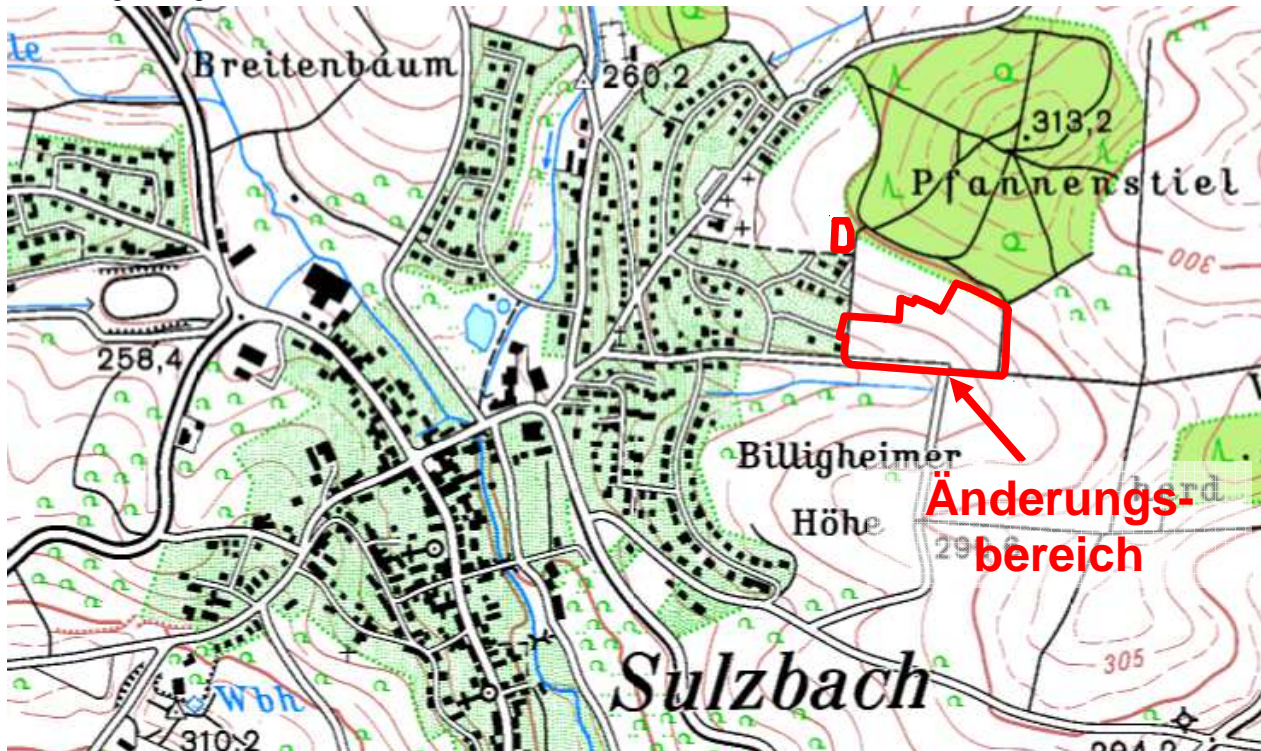 Breitenbaum
260,2
313,2
Pfannenstiel
300
258,4
Billigheimer
Höhe
Änderungs-
bereich
Sulzbach
305
Wbh
310,2